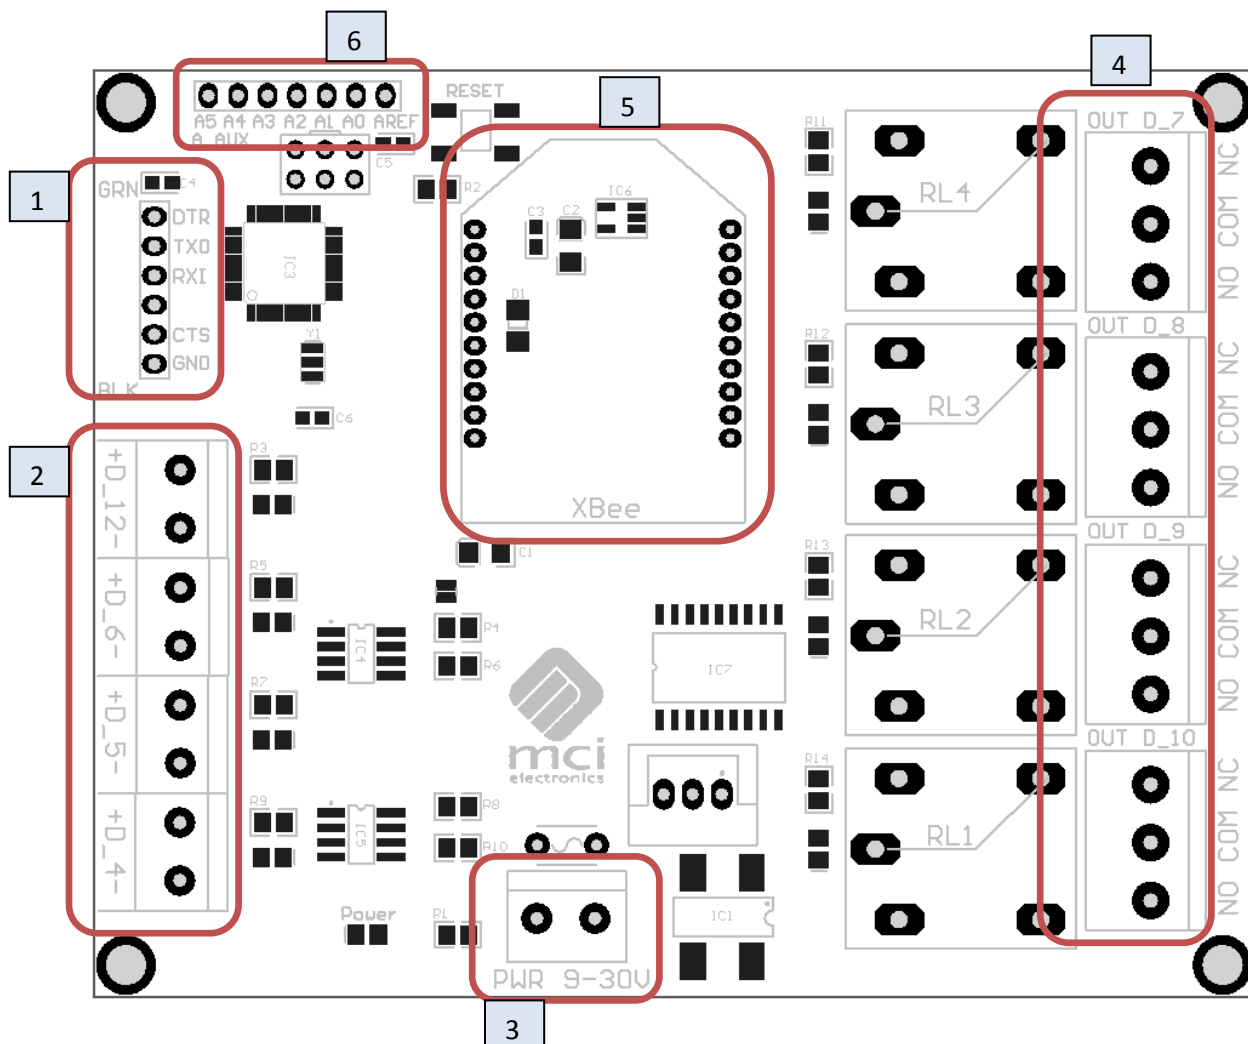 6
4
5
RESET
A5 A4 A3 A2 A1 A0 AREF
A AUX
C5
R11
OUT D_7
1
GRN
C4
R2
IC6
RL4
NO COM NC
DTR
TXO
C3
C2
RXI
IC3
D1
CTS
Y1
R12
OUT D_8
GND
BLK
RL3
NO COM NC
C6
2
R3
+D_12-
XBee
OUT D_9
C1
R13
R5
+D_6-
R4
RL2
NO COM NC
IC4
R6
IC7
R7
+D_5-
mci
electronics
OUT D_10
R14
R9
+D_4-
R8
RL1
NO COM NC
IC5
R10
Power
R1
IC1
PWR 9-30V
3